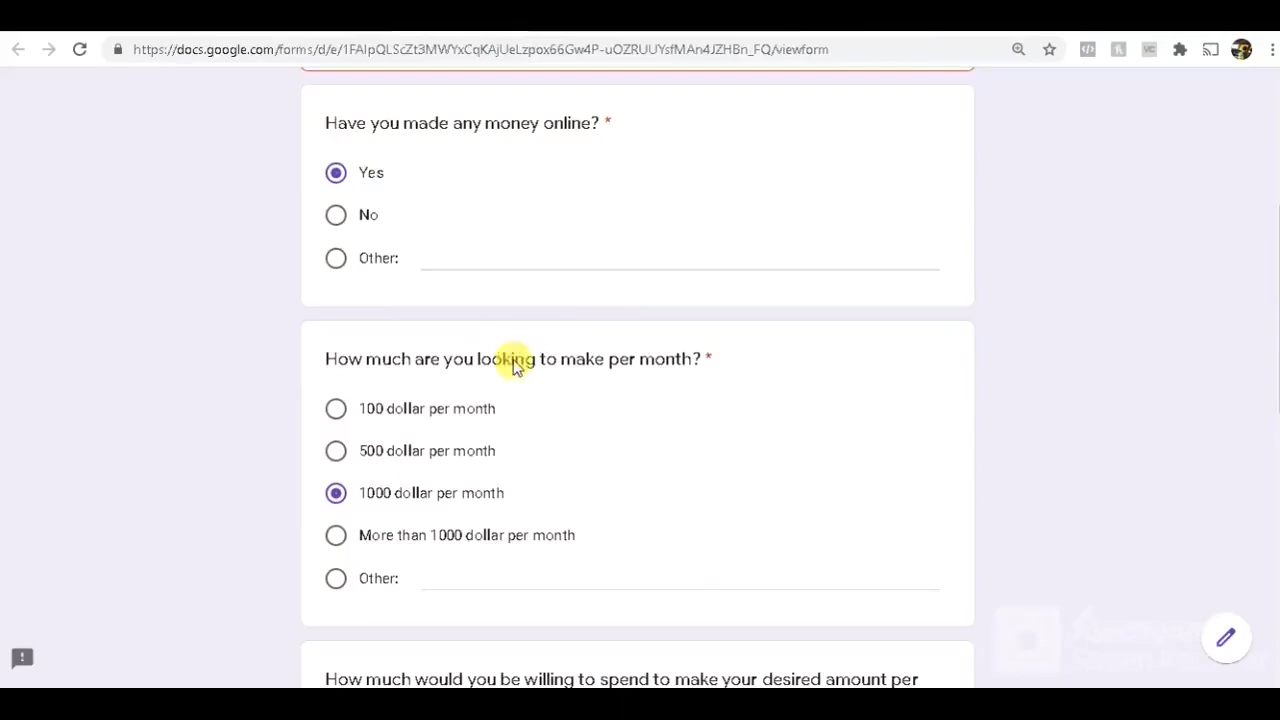 https://docs.google.com/forms/d/e/1FAIpQLScZt3MWYxCqKAjUeLzpox66Gw4P-uOZRUUYsfMAn4JZHBn_FQ/viewform
Have you made any money online? *
Yes
No
Other:
How much are you looking to make per month? *
100 dollar per month
500 dollar per month
1000 dollar per month
More than 1000 dollar per month
Other:
How much would you be willing to spend to make your desired amount per